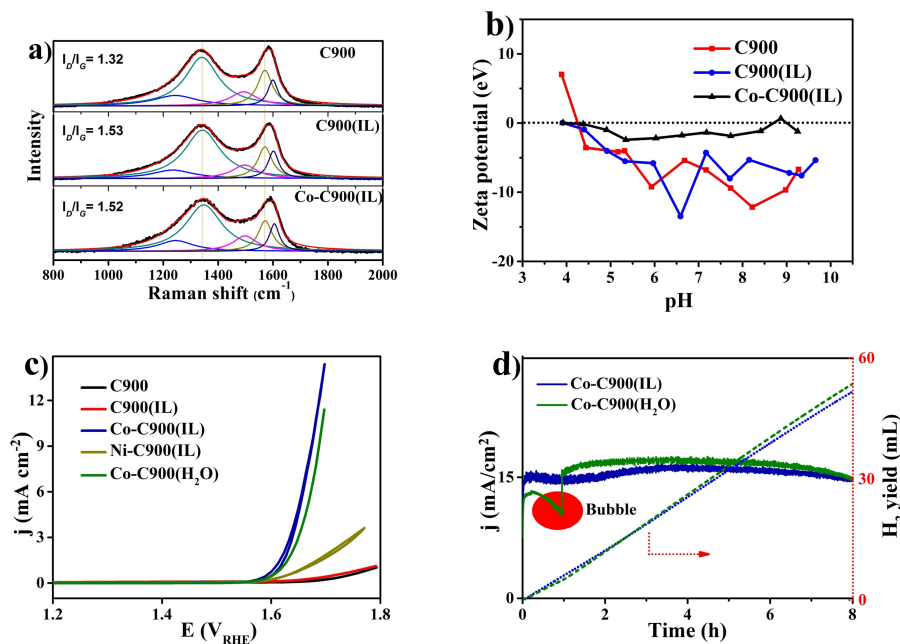 a)
I_D/I_G= 1.32
C900
I_D/I_G= 1.53
C900(IL)
I_D/I_G= 1.52
Co-C900(IL)
Intensity
800 1000 1200 1400 1600 1800 2000
Raman shift (cm⁻¹)
b)
C900
C900(IL)
Co-C900(IL)
Zeta potential (eV)
10
0
-10
-20
3 4 5 6 7 8 9 10
pH
c)
C900
C900(IL)
Co-C900(IL)
Ni-C900(IL)
Co-C900(H₂O)
j (mA cm⁻²)
12
9
6
3
0
1.2 1.4 1.6 1.8
E (V_RHE)
d)
Co-C900(IL)
Co-C900(H₂O)
Bubble
j (mA/cm²)
15
0
60
30
0
H₂ yield (mL)
0 2 4 6 8
Time (h)